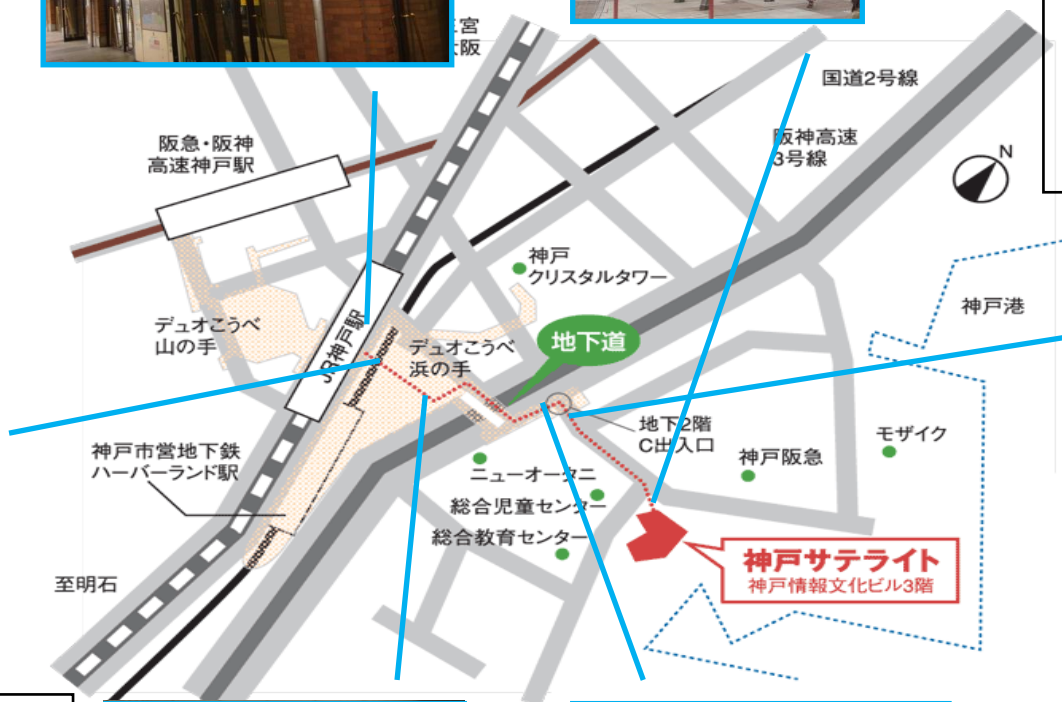 宮
阪
国道2号線
阪神高速
3号線
N
阪急・阪神
高速神戸駅
神戸
クリスタルタワー
神戸港
デュオこうべ
山の手
JR神戸駅
デュオこうべ
浜の手
地下道
地下2階
C出入口
モザイク
神戸阪急
神戸市営地下鉄
ハーバーランド駅
ニューオータニ
総合児童センター
総合教育センター
神戸サテライト
神戸情報文化ビル3階
至明石